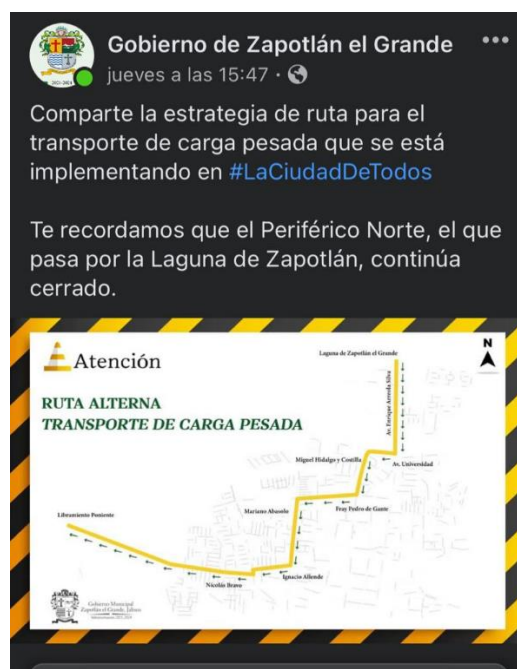 Gobierno de Zapotlán el Grande
jueves a las 15:47 ·
Comparte la estrategia de ruta para el
transporte de carga pesada que se está
implementando en #LaCiudadDeTodos
Te recordamos que el Periférico Norte, el que
pasa por la Laguna de Zapotlán, continúa
cerrado.
Atención
N
Laguna de Zapotlán el Grande
RUTA ALTERNA
TRANSPORTE DE CARGA PESADA
Av. Enrique Arreola Silva
Miguel Hidalgo y Costilla
Av. Universidad
Mariano Abasolo
Fray Pedro de Gante
Libramiento Poniente
Ignacio Allende
Nicolás Bravo
Gobierno Municipal
Zapotlán el Grande, Jalisco